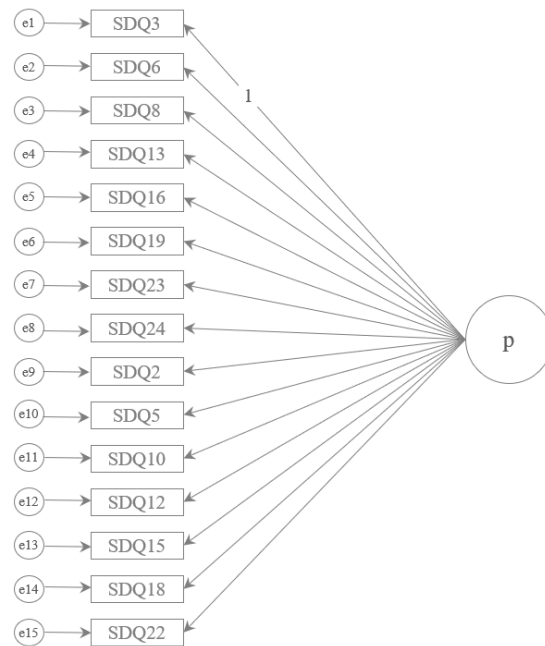 e1 SDQ3
e2 SDQ6
1
e3 SDQ8
e4 SDQ13
e5 SDQ16
e6 SDQ19
e7 SDQ23
e8 SDQ24
p
e9 SDQ2
e10 SDQ5
e11 SDQ10
e12 SDQ12
e13 SDQ15
e14 SDQ18
e15 SDQ22